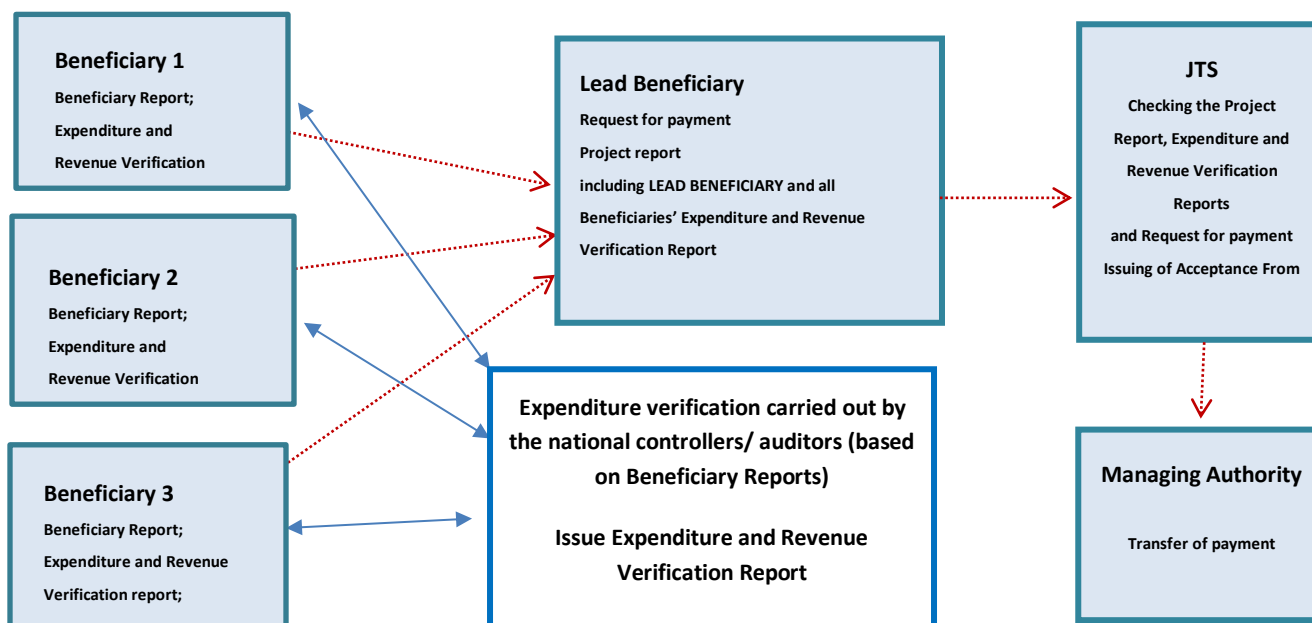 Beneficiary 1
Beneficiary Report;
Expenditure and
Revenue Verification
Beneficiary 2
Beneficiary Report;
Expenditure and
Revenue Verification
Beneficiary 3
Beneficiary Report;
Expenditure and Revenue
Verification report;
Lead Beneficiary
Request for payment
Project report
including LEAD BENEFICIARY and all
Beneficiaries’ Expenditure and Revenue
Verification Report
Expenditure verification carried out by
the national controllers/ auditors (based
on Beneficiary Reports)
Issue Expenditure and Revenue
Verification Report
JTS
Checking the Project
Report, Expenditure and
Revenue Verification
Reports
and Request for payment
Issuing of Acceptance From
Managing Authority
Transfer of payment